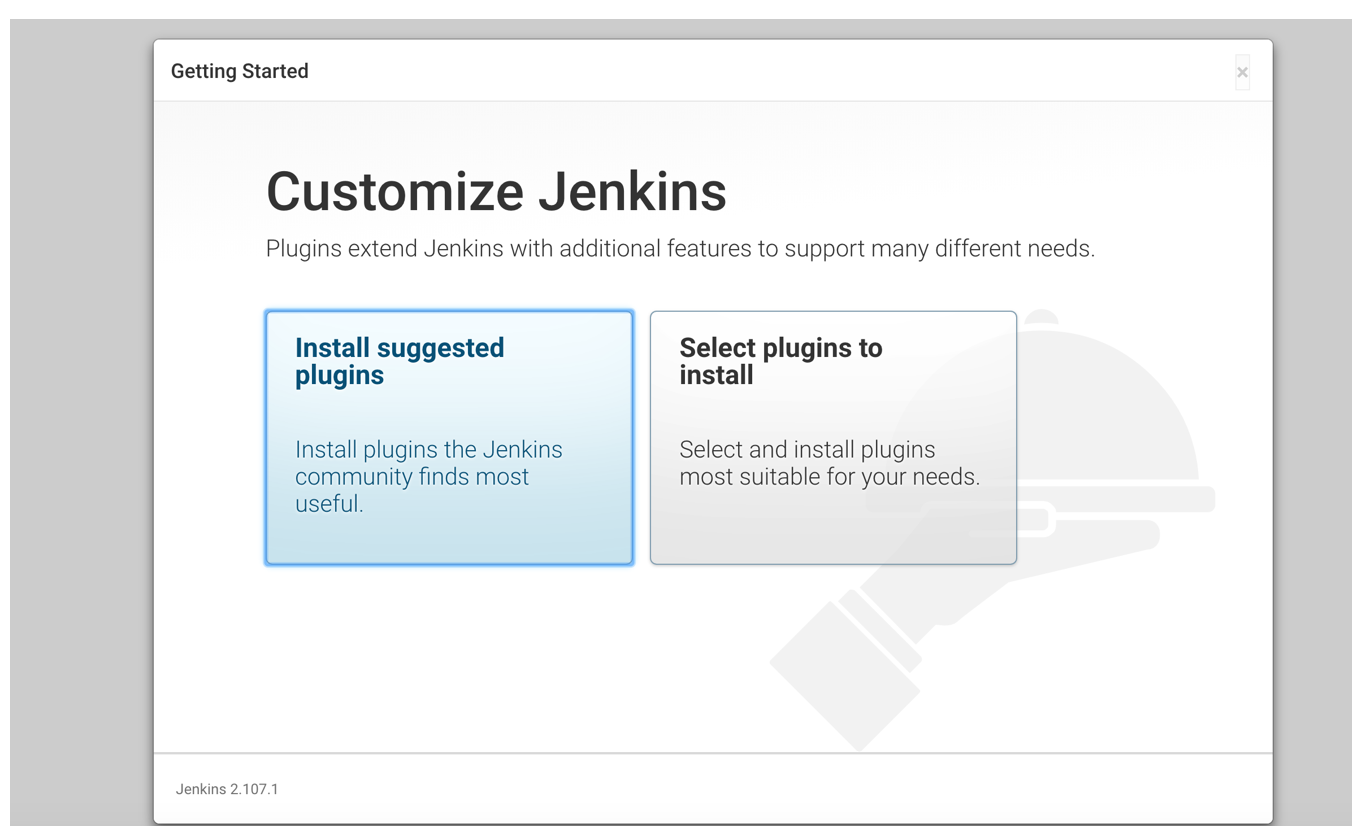 Getting Started
×
Customize Jenkins
Plugins extend Jenkins with additional features to support many different needs.
Install suggested
plugins
Install plugins the Jenkins
community finds most
useful.
Select plugins to
install
Select and install plugins
most suitable for your needs.
Jenkins 2.107.1